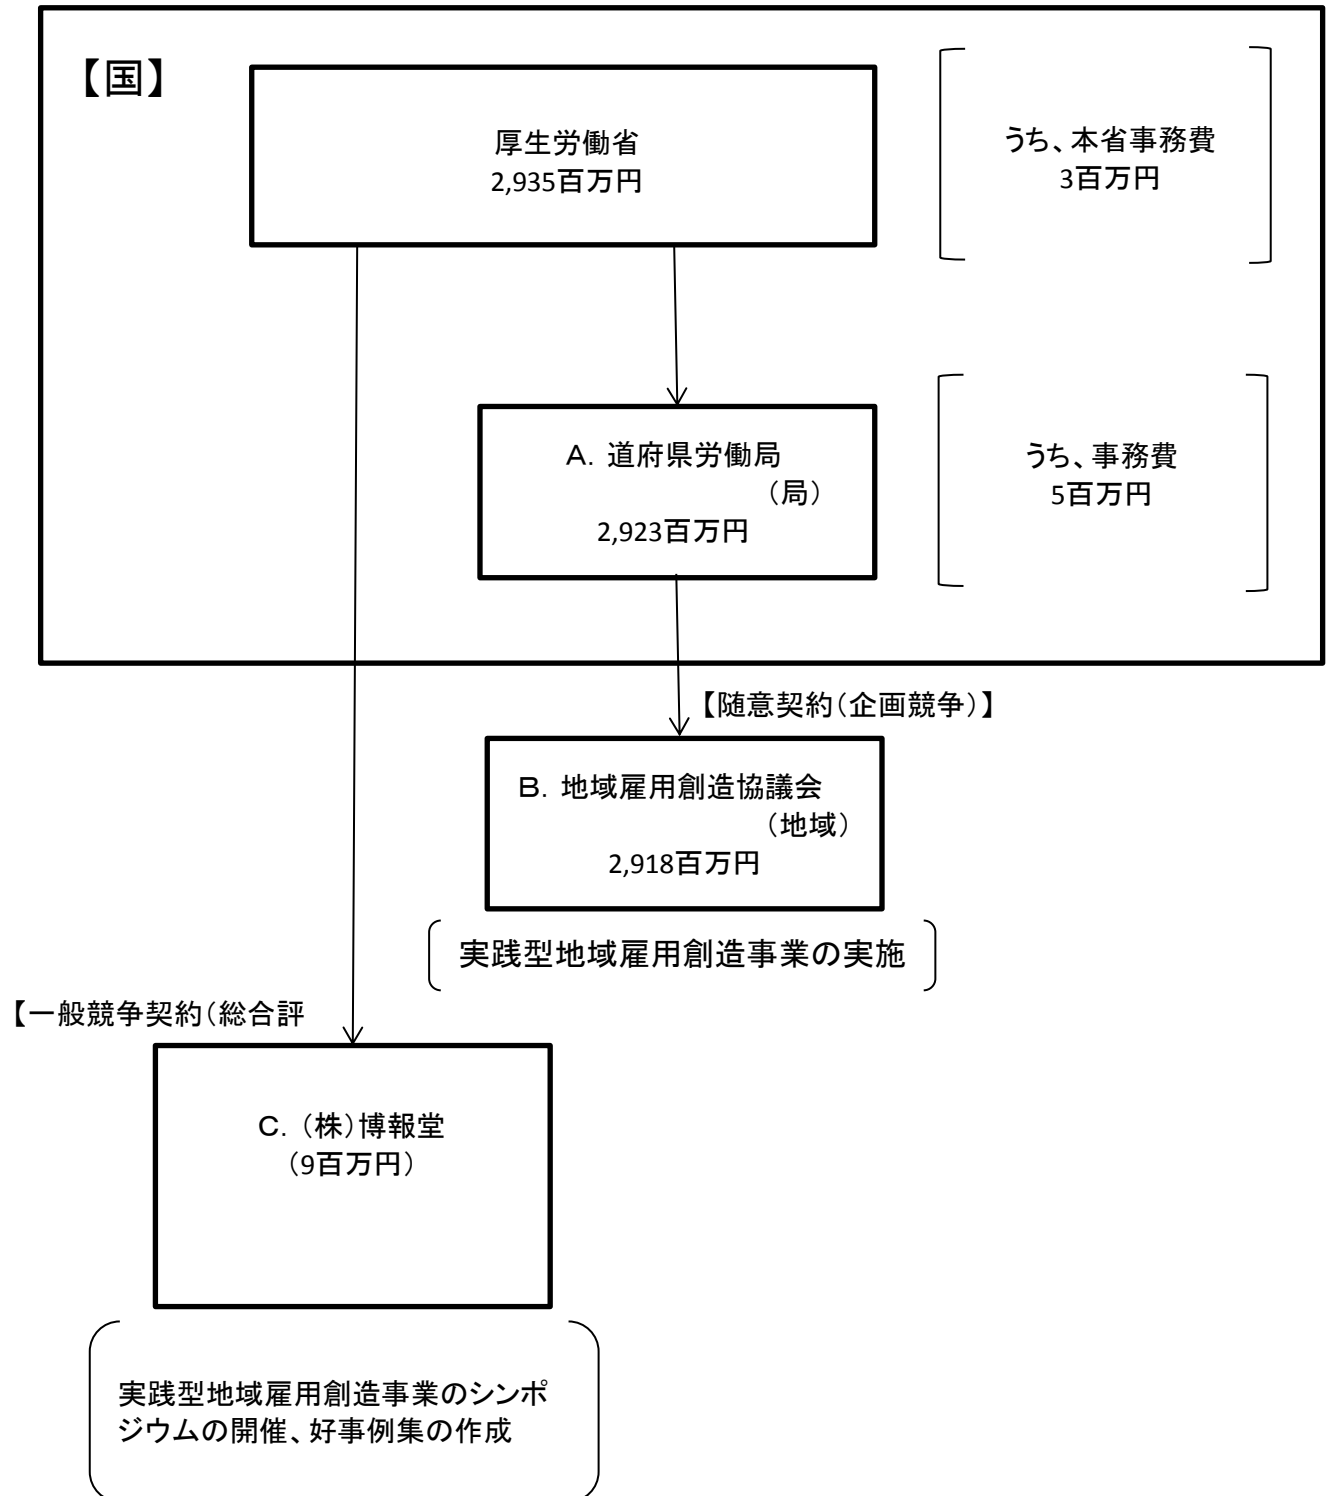 【国】
厚生労働省
2,935百万円
うち、本省事務費
3百万円
A．道府県労働局
（局）
2,923百万円
うち、事務費
5百万円
【随意契約（企画競争）】
B．地域雇用創造協議会
（地域）
2,918百万円
実践型地域雇用創造事業の実施
【一般競争契約（総合評
C．（株）博報堂
（9百万円）
実践型地域雇用創造事業のシンポ
ジウムの開催、好事例集の作成